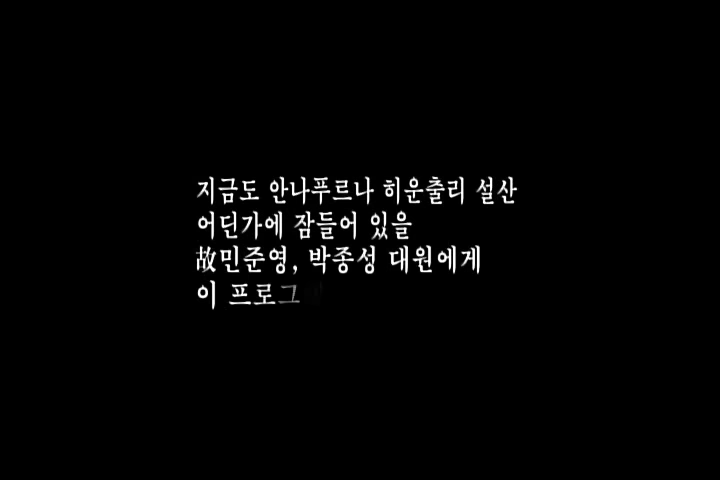 지금도 안나푸르나 히운출리 설산
어딘가에 잠들어 있을
故민준영, 박종성 대원에게
이 프로그